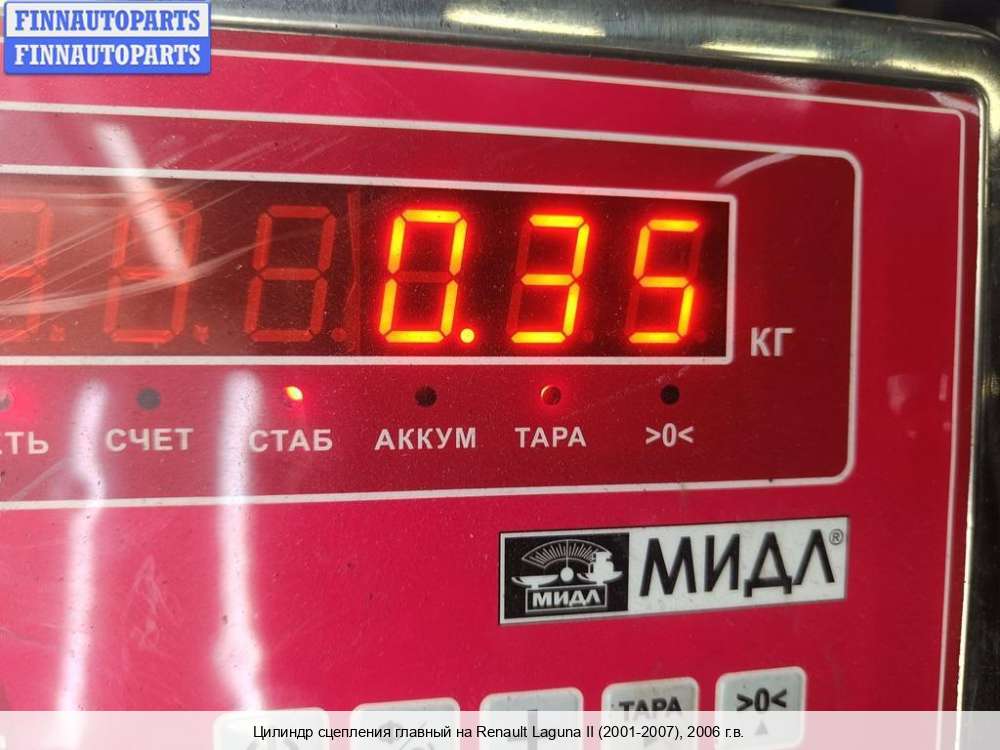 FINNAUTOPARTS
FINNAUTOPARTS
0.35
КГ
СЧЕТ СТАБ АККУМ ТАРА >0<
МИДЛ МИДЛ®
ТАРА >0<
Цилиндр сцепления главный на Renault Laguna II (2001-2007), 2006 г.в.